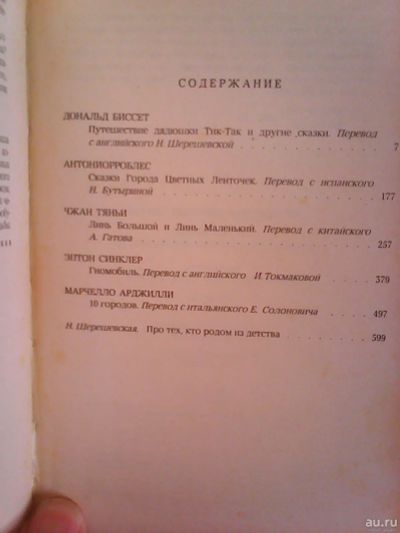 СОДЕРЖАНИЕ
ДОНАЛЬД БИССЕТ
Путешествие дядюшки Тик-Так и другие сказки. Перевод
с английского Н. Шерешевской . . . . . . . . . . 7
АНТОНИОРРОБЛЕС
Сказки Города Цветных Ленточек. Перевод с испанского
Н. Бутыриной . . . . . . . . . . 177
ЧЖАН ТЯНЬИ
Линь Большой и Линь Маленький. Перевод с китайского
А. Гатова . . . . . . . . . . 257
ЭПТОН СИНКЛЕР
Гномобиль. Перевод с английского И. Токмаковой . . . . 379
МАРЧЕЛЛО АРДЖИЛЛИ
10 городов. Перевод с итальянского Е. Солоновича . . . . 497
Н. Шерешевская. Про тех, кто родом из детства . . . . . . 599
au.ru